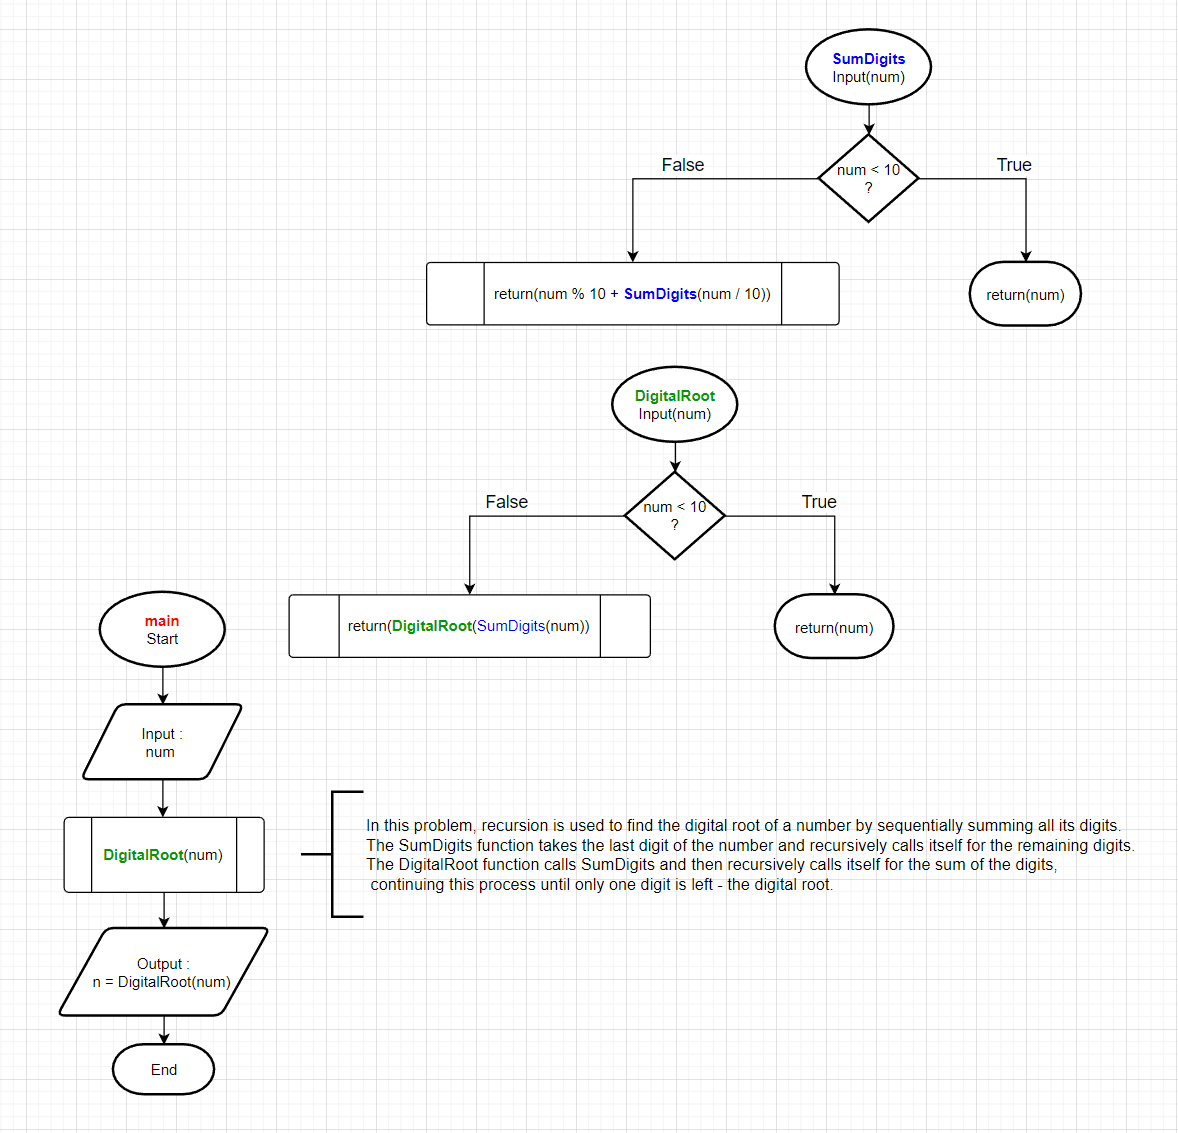 SumDigits
Input(num)
num < 10
?
False
True
return(num % 10 + SumDigits(num / 10))
return(num)
DigitalRoot
Input(num)
num < 10
?
False
True
return(DigitalRoot(SumDigits(num))
return(num)
main
Start
Input :
num
DigitalRoot(num)
In this problem, recursion is used to find the digital root of a number by sequentially summing all its digits.
The SumDigits function takes the last digit of the number and recursively calls itself for the remaining digits.
The DigitalRoot function calls SumDigits and then recursively calls itself for the sum of the digits,
continuing this process until only one digit is left - the digital root.
Output :
n = DigitalRoot(num)
End